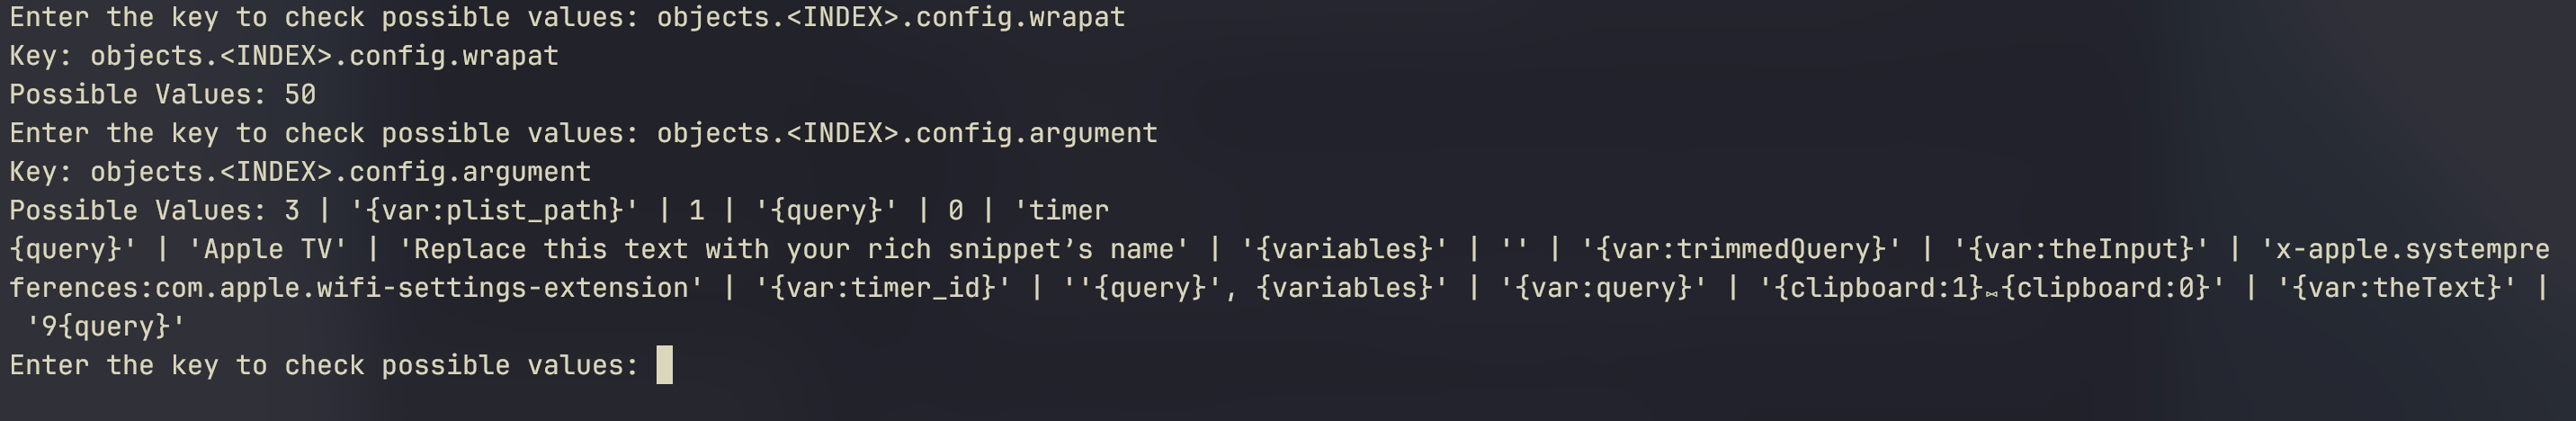 Enter the key to check possible values: objects.<INDEX>.config.wrapat
Key: objects.<INDEX>.config.wrapat
Possible Values: 50
Enter the key to check possible values: objects.<INDEX>.config.argument
Key: objects.<INDEX>.config.argument
Possible Values: 3 | '{var:plist_path}' | 1 | '{query}' | 0 | 'timer
{query}' | 'Apple TV' | 'Replace this text with your rich snippet’s name' | '{variables}' | '' | '{var:trimmedQuery}' | '{var:theInput}' | 'x-apple.systempre
ferences:com.apple.wifi-settings-extension' | '{var:timer_id}' | ''{query}', {variables}' | '{var:query}' | '{clipboard:1}⨝{clipboard:0}' | '{var:theText}' |
 '9{query}'
Enter the key to check possible values: